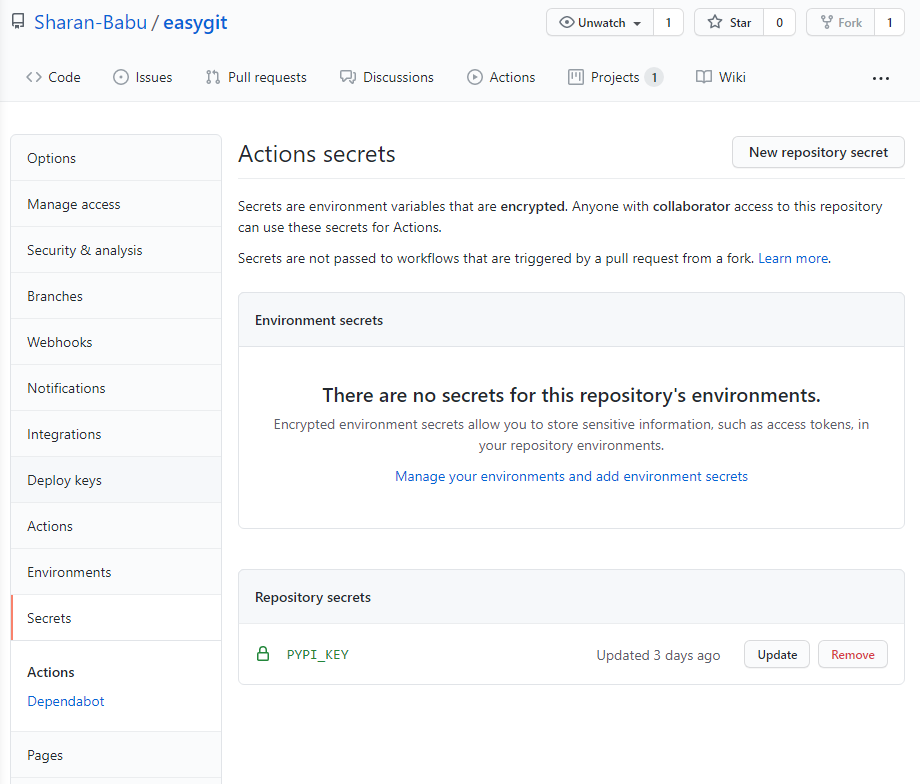 Sharan-Babu / easygit
Unwatch 1 Star 0 Fork 1
Code Issues Pull requests Discussions Actions Projects 1 Wiki ...
Options
Manage access
Security & analysis
Branches
Webhooks
Notifications
Integrations
Deploy keys
Actions
Environments
Secrets
Actions
Dependabot
Pages
Actions secrets
New repository secret
Secrets are environment variables that are encrypted. Anyone with collaborator access to this repository
can use these secrets for Actions.
Secrets are not passed to workflows that are triggered by a pull request from a fork. Learn more.
Environment secrets
There are no secrets for this repository's environments.
Encrypted environment secrets allow you to store sensitive information, such as access tokens, in
your repository environments.
Manage your environments and add environment secrets
Repository secrets
PYPI_KEY Updated 3 days ago Update Remove